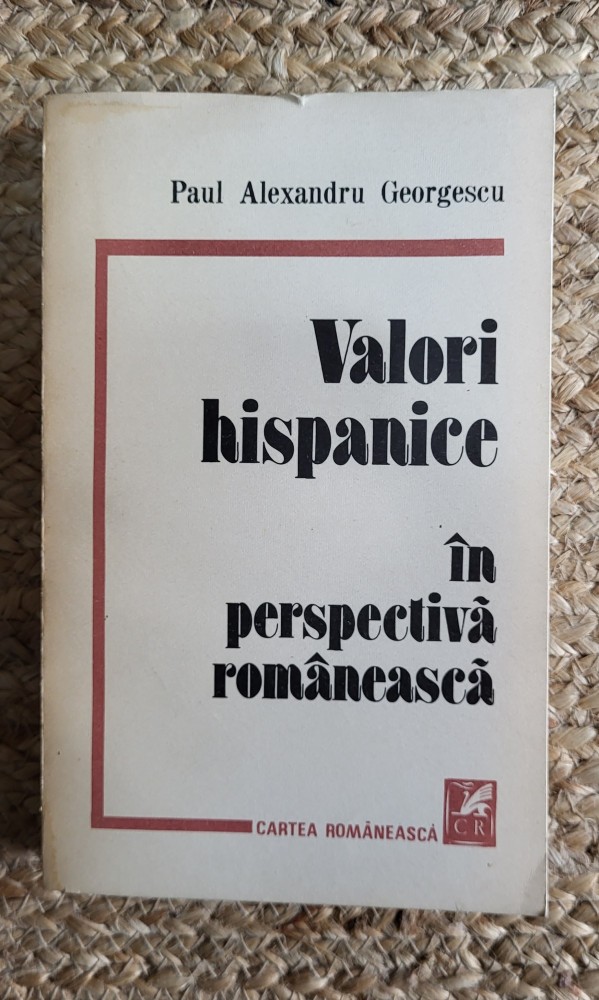 Paul Alexandru Georgescu
Valori
hispanice
în
perspectivă
românească
CARTEA ROMÂNEASCĂ
CR